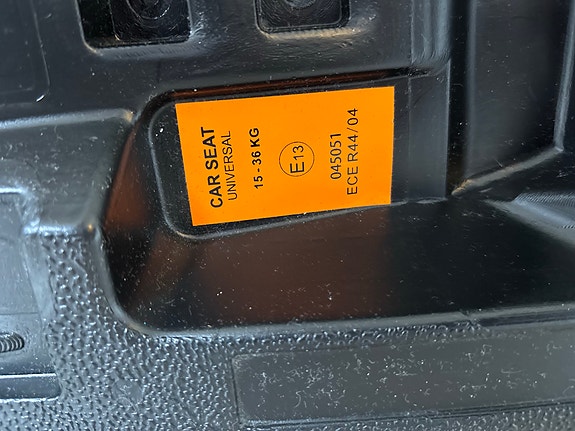 CAR SEAT
UNIVERSAL
15 - 36 KG
E13
045051
ECE R44/04